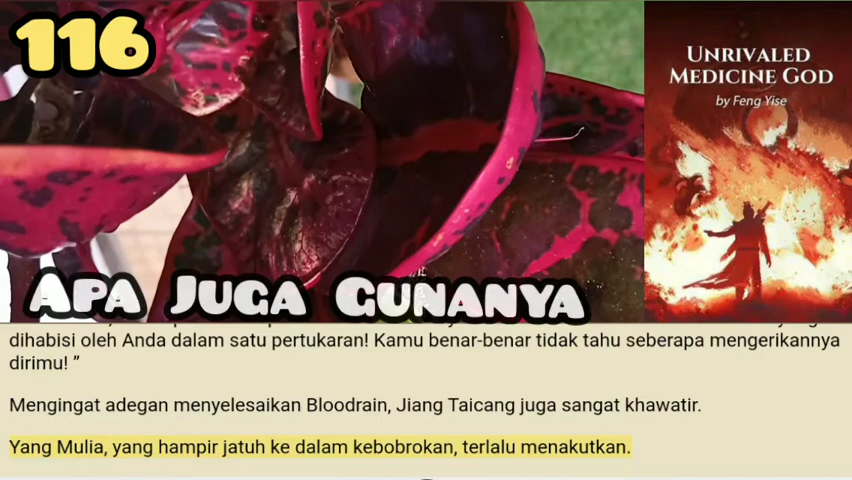 116
UNRIVALED
MEDICINE GOD
by Feng Yise
APA JUGA GUNANYA
dihabisi oleh Anda dalam satu pertukaran! Kamu benar-benar tidak tahu seberapa mengerikannya
dirimu! ”
Mengingat adegan menyelesaikan Bloodrain, Jiang Taicang juga sangat khawatir.
Yang Mulia, yang hampir jatuh ke dalam kebobrokan, terlalu menakutkan.